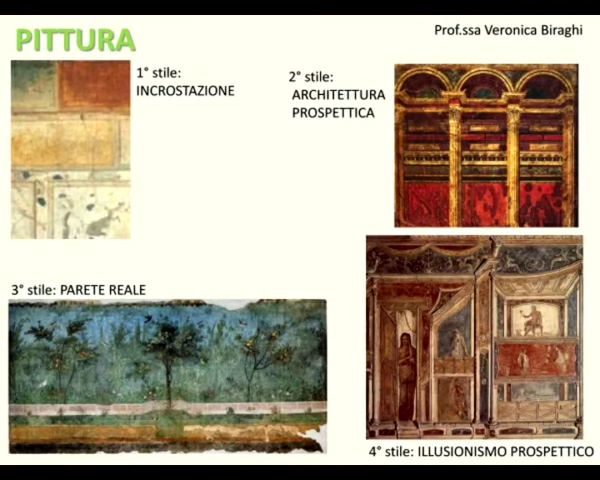 PITTURA
Prof.ssa Veronica Biraghi
1° stile:
INCROSTAZIONE
2° stile:
ARCHITETTURA
PROSPETTICA
3° stile: PARETE REALE
4° stile: ILLUSIONISMO PROSPETTICO